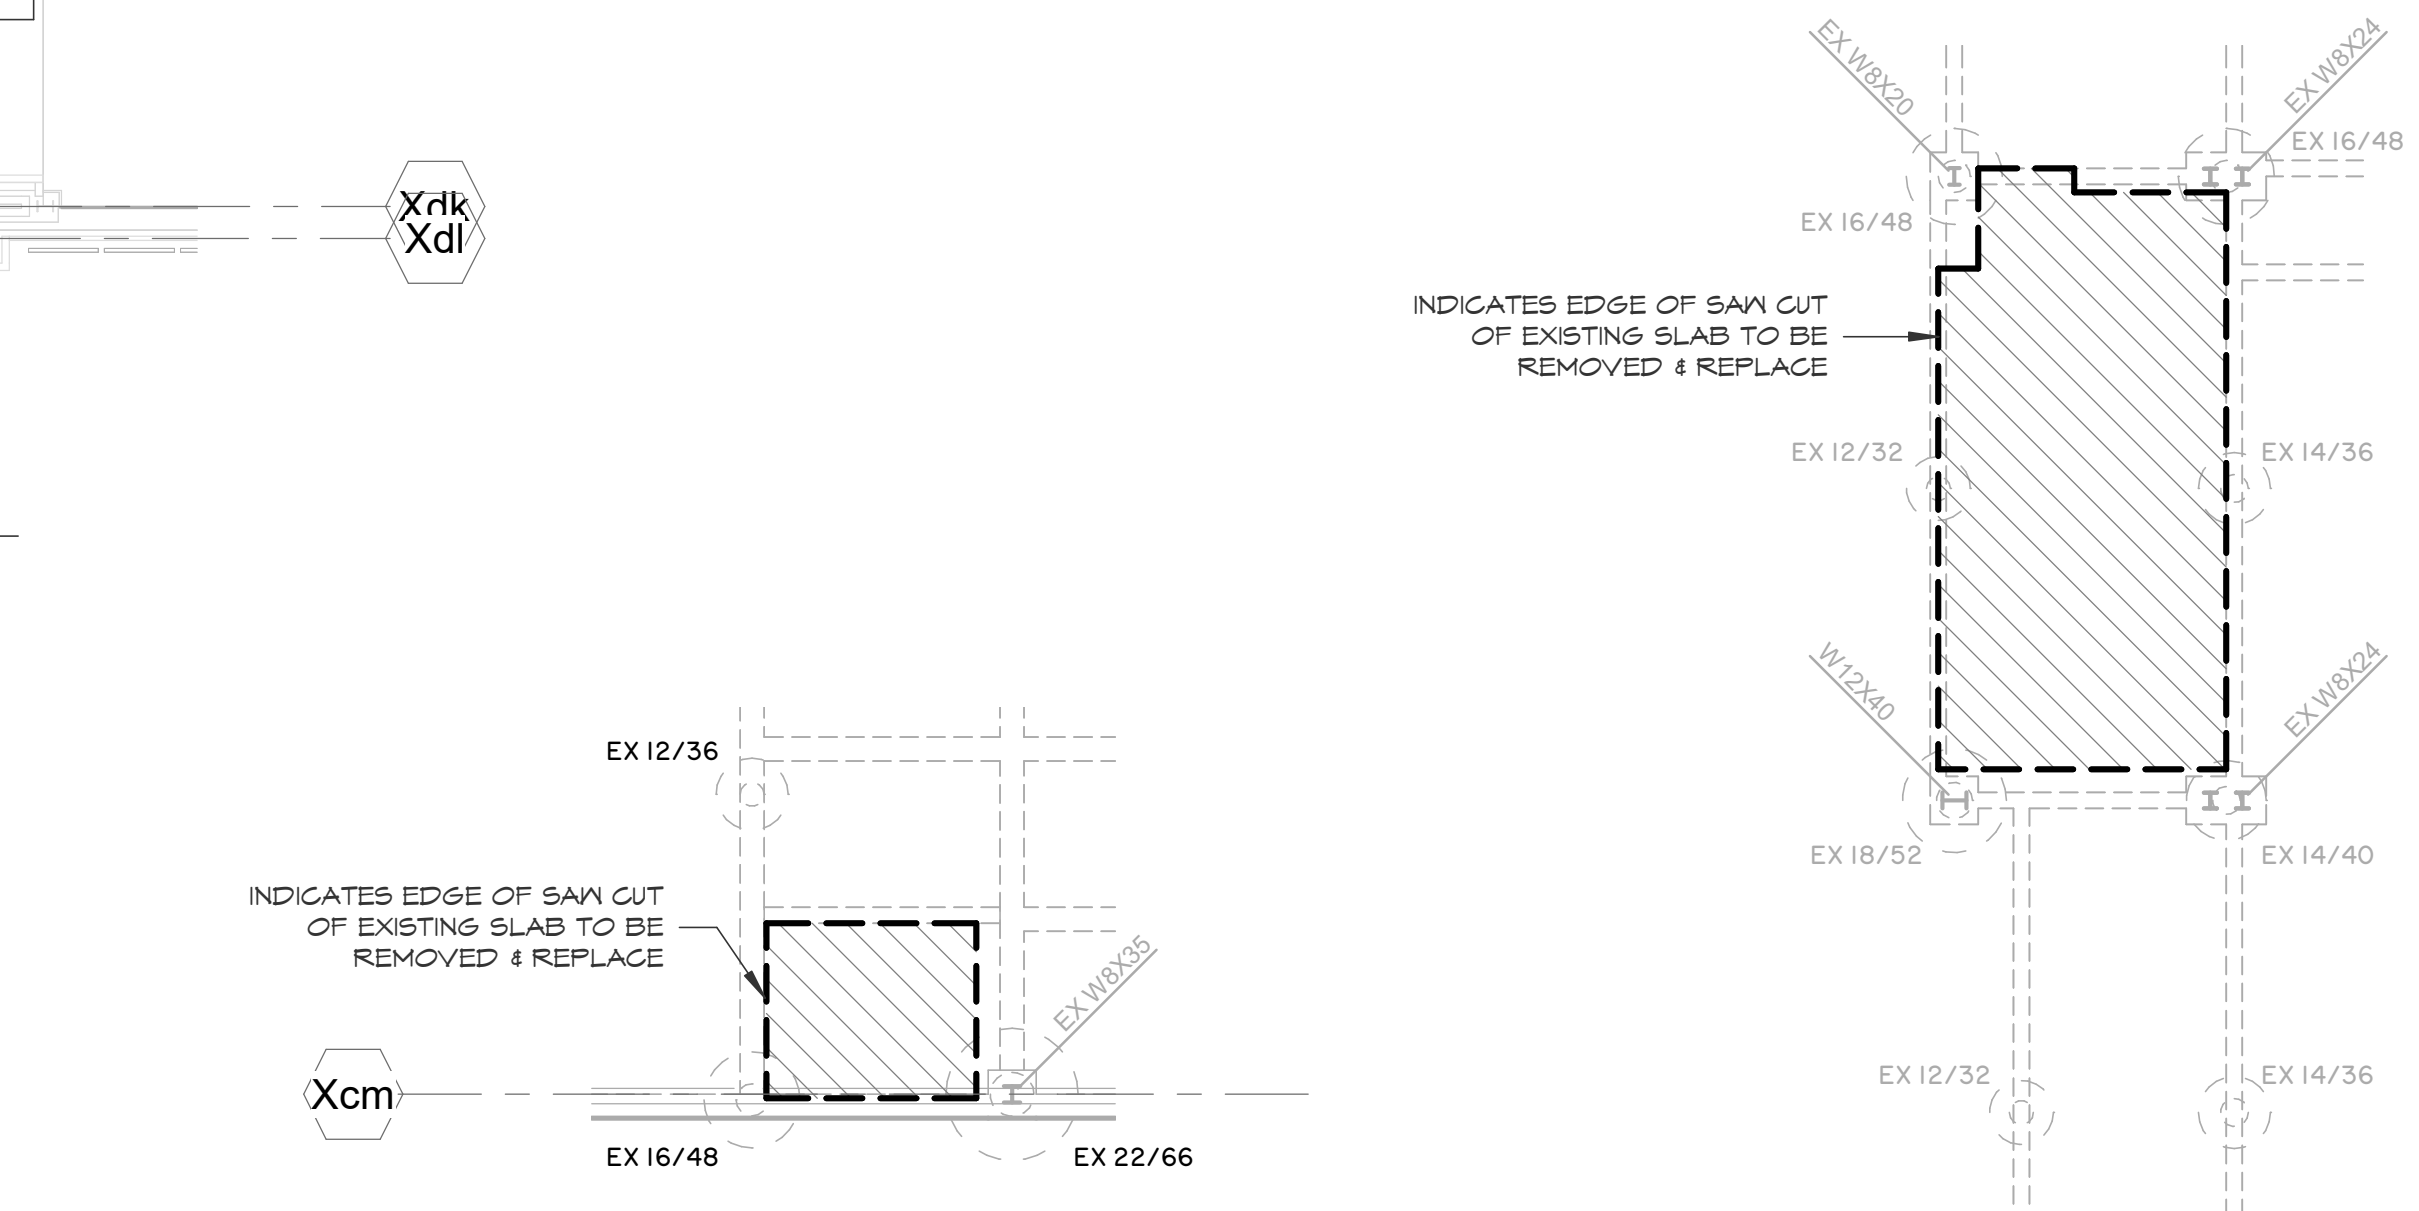 EX W8X20
EX W8X24
EX 16/48
Xdk
Xdl
EX 16/48
INDICATES EDGE OF SAW CUT
OF EXISTING SLAB TO BE
REMOVED & REPLACE
EX 12/32
EX 14/36
W12X40
EX W8X24
EX 12/36
EX 18/52
EX 14/40
INDICATES EDGE OF SAW CUT
OF EXISTING SLAB TO BE
REMOVED & REPLACE
EX W8X35
Xcm
EX 12/32
EX 14/36
EX 16/48
EX 22/66